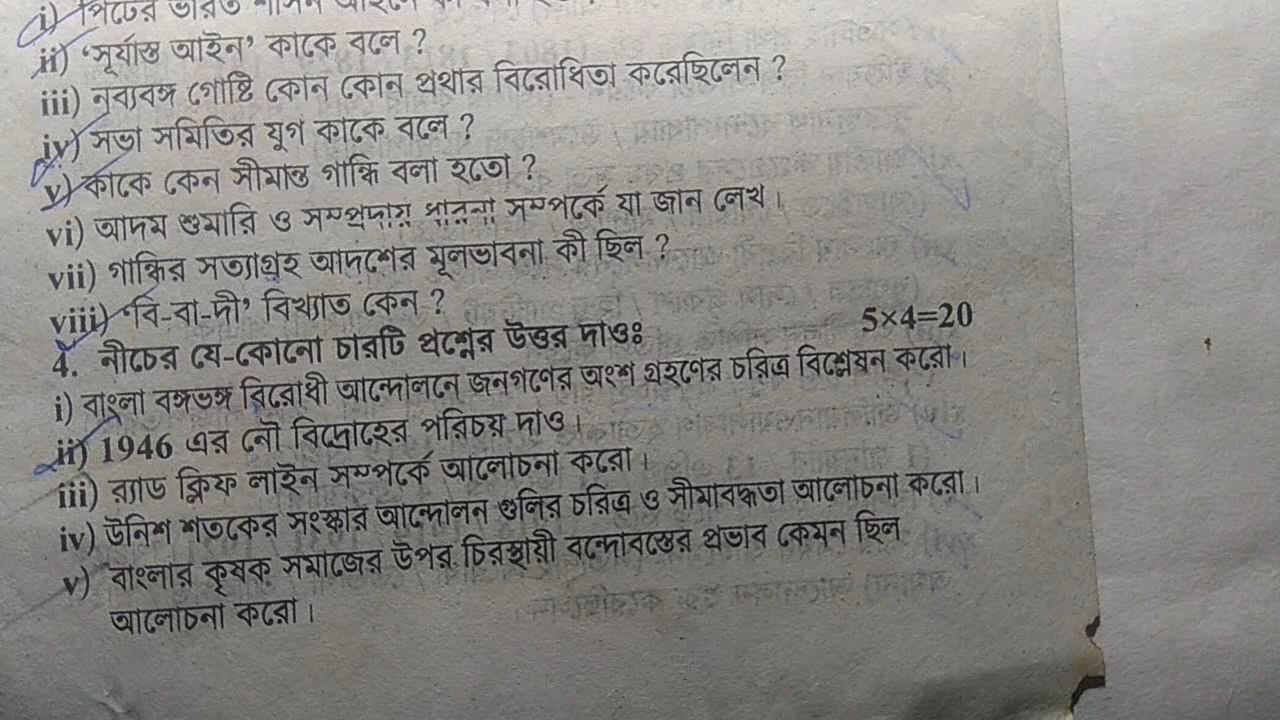 i) পিটের ভারত শাসন আইনে
ii) ‘সূর্যাস্ত আইন’ কাকে বলে ?
iii) নব্যবঙ্গ গোষ্টি কোন কোন প্রথার বিরোধিতা করেছিলেন ?
iv) সভা সমিতির যুগ কাকে বলে ?
v) কাকে কেন সীমান্ত গান্ধি বলা হতো ?
vi) আদম শুমারি ও সম্প্রদায় ধারনা সম্পর্কে যা জান লেখ।
vii) গান্ধির সত্যাগ্রহ আদর্শের মূলভাবনা কী ছিল ?
viii) ‘বি-বা-দী’ বিখ্যাত কেন ?
4. নীচের যে-কোনো চারটি প্রশ্নের উত্তর দাওঃ 5×4=20
i) বাংলা বঙ্গভঙ্গ বিরোধী আন্দোলনে জনগণের অংশ গ্রহণের চরিত্র বিশ্লেষন করো।
ii) 1946 এর নৌ বিদ্রোহের পরিচয় দাও।
iii) র‍্যাড ক্লিফ লাইন সম্পর্কে আলোচনা করো।
iv) উনিশ শতকের সংস্কার আন্দোলন গুলির চরিত্র ও সীমাবদ্ধতা আলোচনা করো।
v) বাংলার কৃষক সমাজের উপর চিরস্থায়ী বন্দোবস্তের প্রভাব কেমন ছিল
আলোচনা করো।